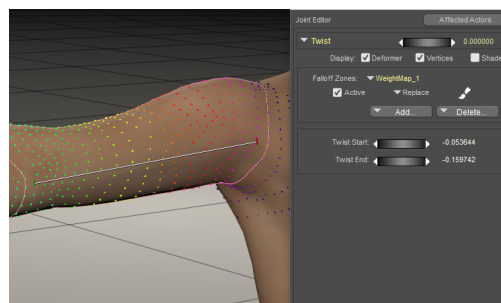 Joint Editor Affected Actors
Twist 0.000000
Display: Deformer Vertices Shade
Falloff Zones: WeightMap_1
Active Replace
Add... Delete...
Twist Start: -0.053644
Twist End: -0.159742